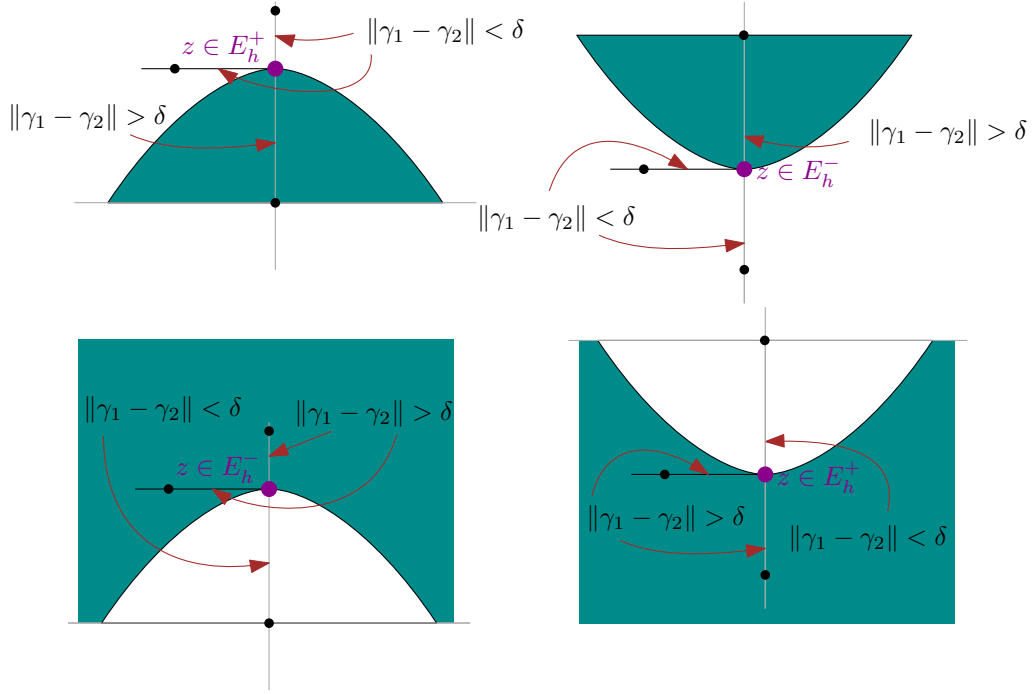 ‖γ₁ − γ₂‖ < δ
z ∈ E_h^+
‖γ₁ − γ₂‖ > δ
‖γ₁ − γ₂‖ > δ
z ∈ E_h^-
‖γ₁ − γ₂‖ < δ
‖γ₁ − γ₂‖ < δ
‖γ₁ − γ₂‖ > δ
z ∈ E_h^-
z ∈ E_h^+
‖γ₁ − γ₂‖ > δ
‖γ₁ − γ₂‖ < δ